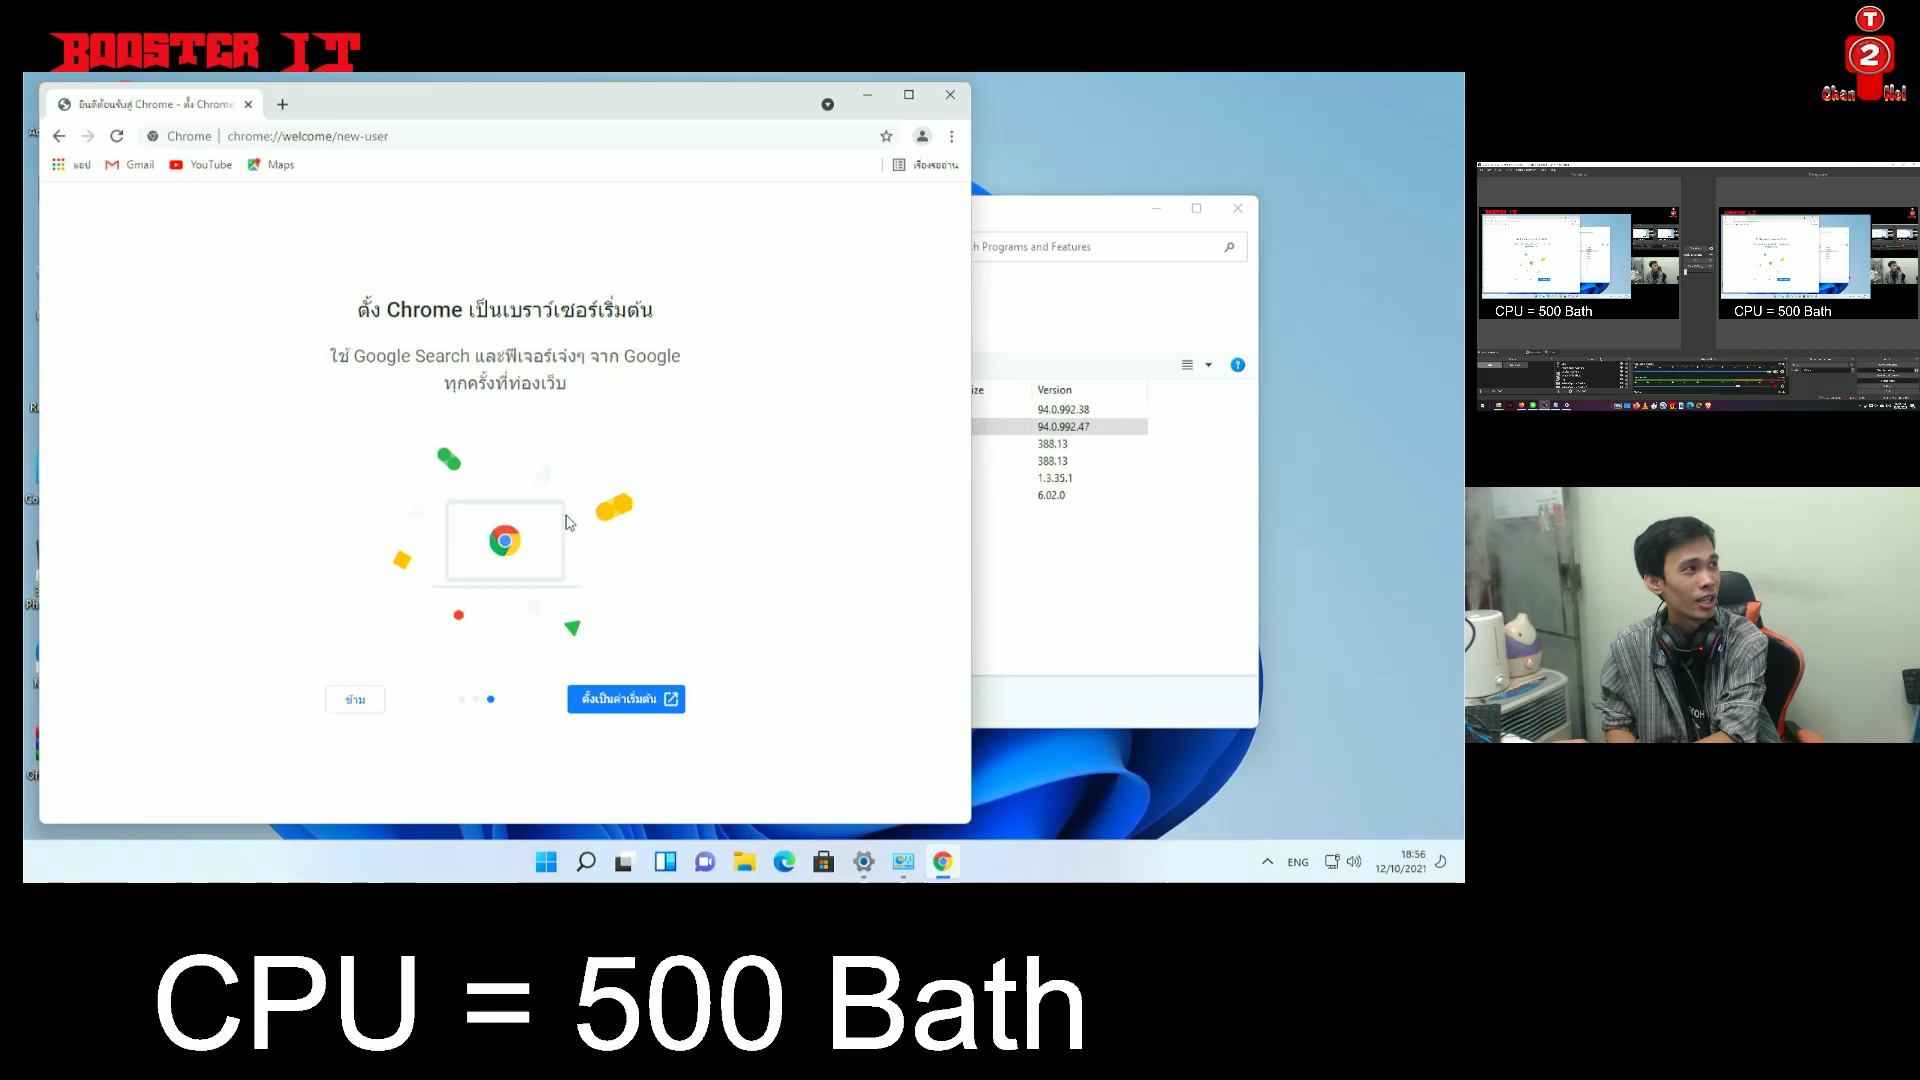 BOOSTER IT
T
2
Chan Nel
ยินดีต้อนรับสู่ Chrome - ตั้ง Chrome
Chrome | chrome://welcome/new-user
แอป Gmail YouTube Maps
เรื่องรออ่าน
h Programs and Features
ตั้ง Chrome เป็นเบราว์เซอร์เริ่มต้น
ใช้ Google Search และฟีเจอร์เจ๋งๆ จาก Google
ทุกครั้งที่ท่องเว็บ
ize Version
94.0.992.38
94.0.992.47
388.13
388.13
1.3.35.1
6.02.0
ข้าม
ตั้งเป็นค่าเริ่มต้น
ENG
18:56
12/10/2021
CPU = 500 Bath
CPU = 500 Bath
CPU = 500 Bath